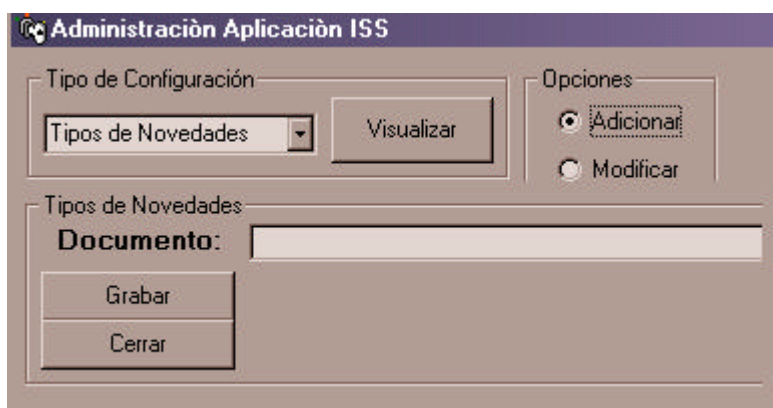 Administraciòn Aplicaciòn ISS
Tipo de Configuración
Opciones
Tipos de Novedades
Visualizar
Adicionar
Modificar
Tipos de Novedades
Documento:
Grabar
Cerrar